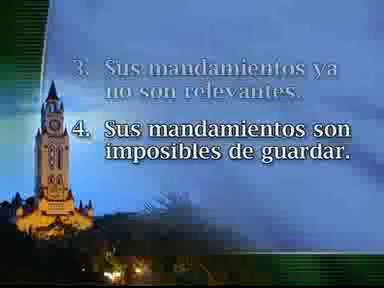 3. Sus mandamientos ya
no son relevantes.
4. Sus mandamientos son
imposibles de guardar.